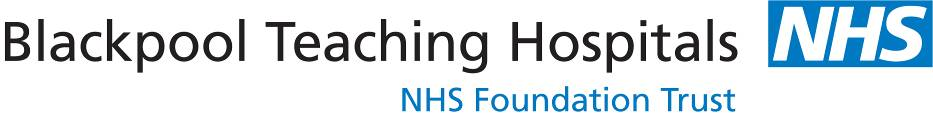 Blackpool Teaching Hospitals NHS
NHS Foundation Trust